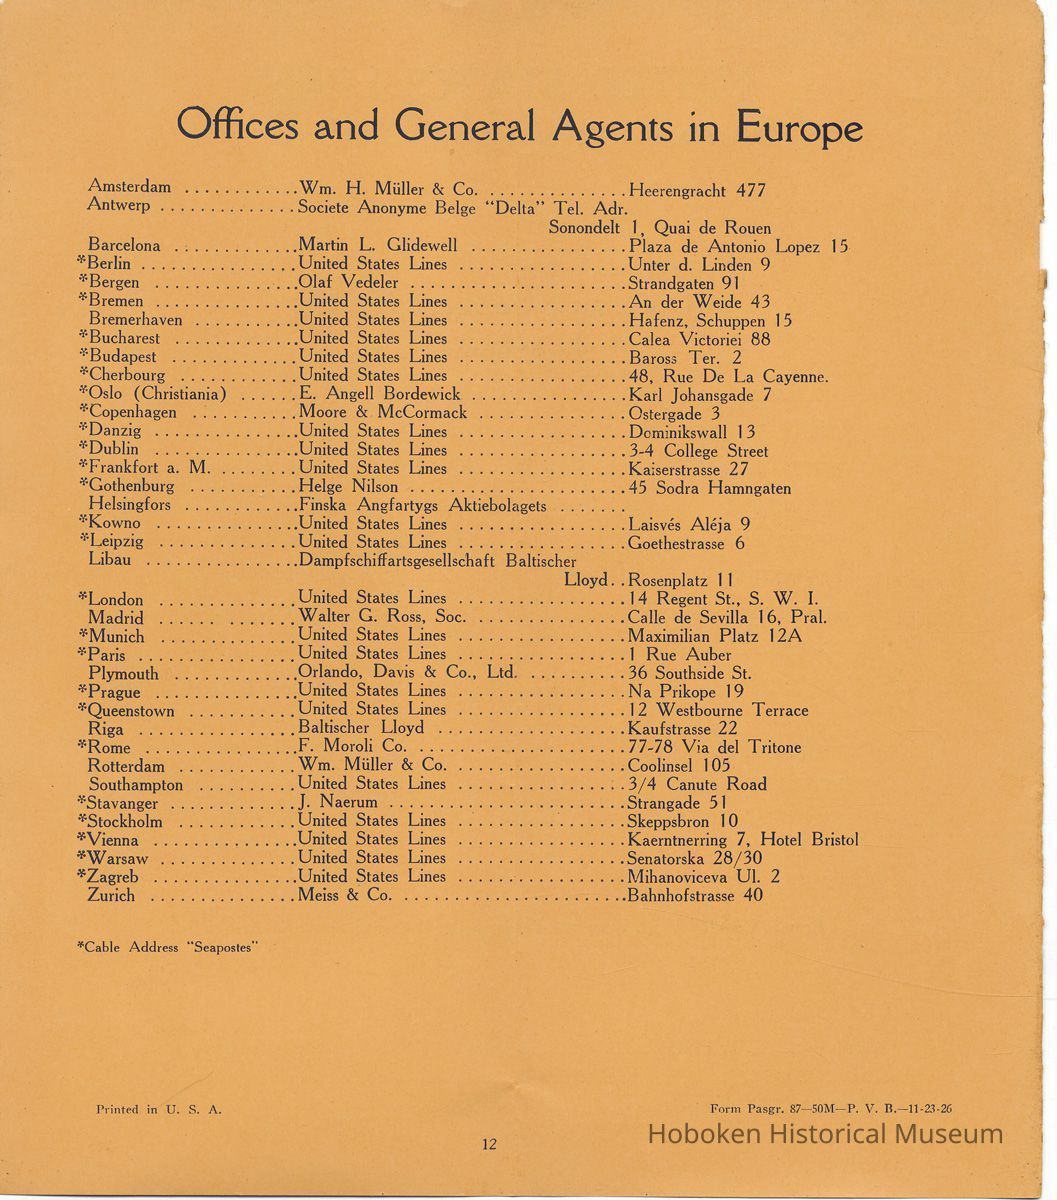 Offices and General Agents in Europe
Amsterdam ............Wm. H. Müller & Co. ..............Heerengracht 477
Antwerp ..............Societe Anonyme Belge "Delta" Tel. Adr.
Sonondelt 1, Quai de Rouen
Barcelona .............Martin L. Glidewell ................Plaza de Antonio Lopez 15
*Berlin ................United States Lines .................Unter d. Linden 9
*Bergen ...............Olaf Vedeler ......................Strandgaten 91
*Bremen ...............United States Lines .................An der Weide 43
Bremerhaven ...........United States Lines .................Hafenz, Schuppen 15
*Bucharest .............United States Lines .................Calea Victoriei 88
*Budapest .............United States Lines .................Baross Ter. 2
*Cherbourg ............United States Lines .................48, Rue De La Cayenne.
*Oslo (Christiania) ......E. Angell Bordewick ................Karl Johansgade 7
*Copenhagen ...........Moore & McCormack ...............Ostergade 3
*Danzig ...............United States Lines .................Dominikswall 13
*Dublin ...............United States Lines .................3-4 College Street
*Frankfort a. M. ........United States Lines .................Kaiserstrasse 27
*Gothenburg ...........Helge Nilson ......................45 Sodra Hamngaten
Helsingfors ............Finska Angfartygs Aktiebolagets .......
*Kowno ...............United States Lines .................Laisvés Aléja 9
*Leipzig ...............United States Lines .................Goethestrasse 6
Libau ................Dampfschiffartsgesellschaft Baltischer
Lloyd..Rosenplatz 11
*London ..............United States Lines .................14 Regent St., S. W. I.
Madrid ...... .......Walter G. Ross, Soc. ...............Calle de Sevilla 16, Pral.
*Munich ..............United States Lines .................Maximilian Platz 12A
*Paris ................United States Lines .................1 Rue Auber
Plymouth .............Orlando, Davis & Co., Ltd. ..........36 Southside St.
*Prague ...............United States Lines .................Na Prikope 19
*Queenstown ...........United States Lines .................12 Westbourne Terrace
Riga ................Baltischer Lloyd ...................Kaufstrasse 22
*Rome ................F. Moroli Co. .....................77-78 Via del Tritone
Rotterdam .............Wm. Müller & Co. .................Coolinsel 105
Southampton ..........United States Lines .................3/4 Canute Road
*Stavanger .............J. Naerum ........................Strangade 51
*Stockholm ............United States Lines .................Skeppsbron 10
*Vienna ...............United States Lines .................Kaerntnerring 7, Hotel Bristol
*Warsaw ..............United States Lines .................Senatorska 28/30
*Zagreb ...............United States Lines .................Mihanoviceva Ul. 2
Zurich ...............Meiss & Co. .......................Bahnhofstrasse 40
*Cable Address "Seapostes"
Printed in U. S. A.
Form Pasgr. 87—50M—P. V. B.—11-23-26
12
Hoboken Historical Museum